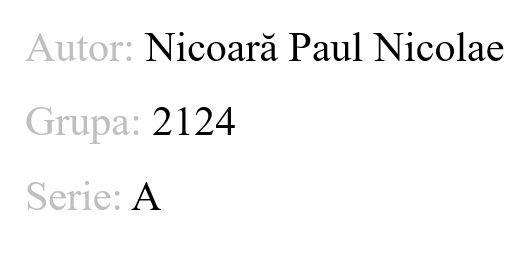 Autor: Nicoară Paul Nicolae
Grupa: 2124
Serie: A